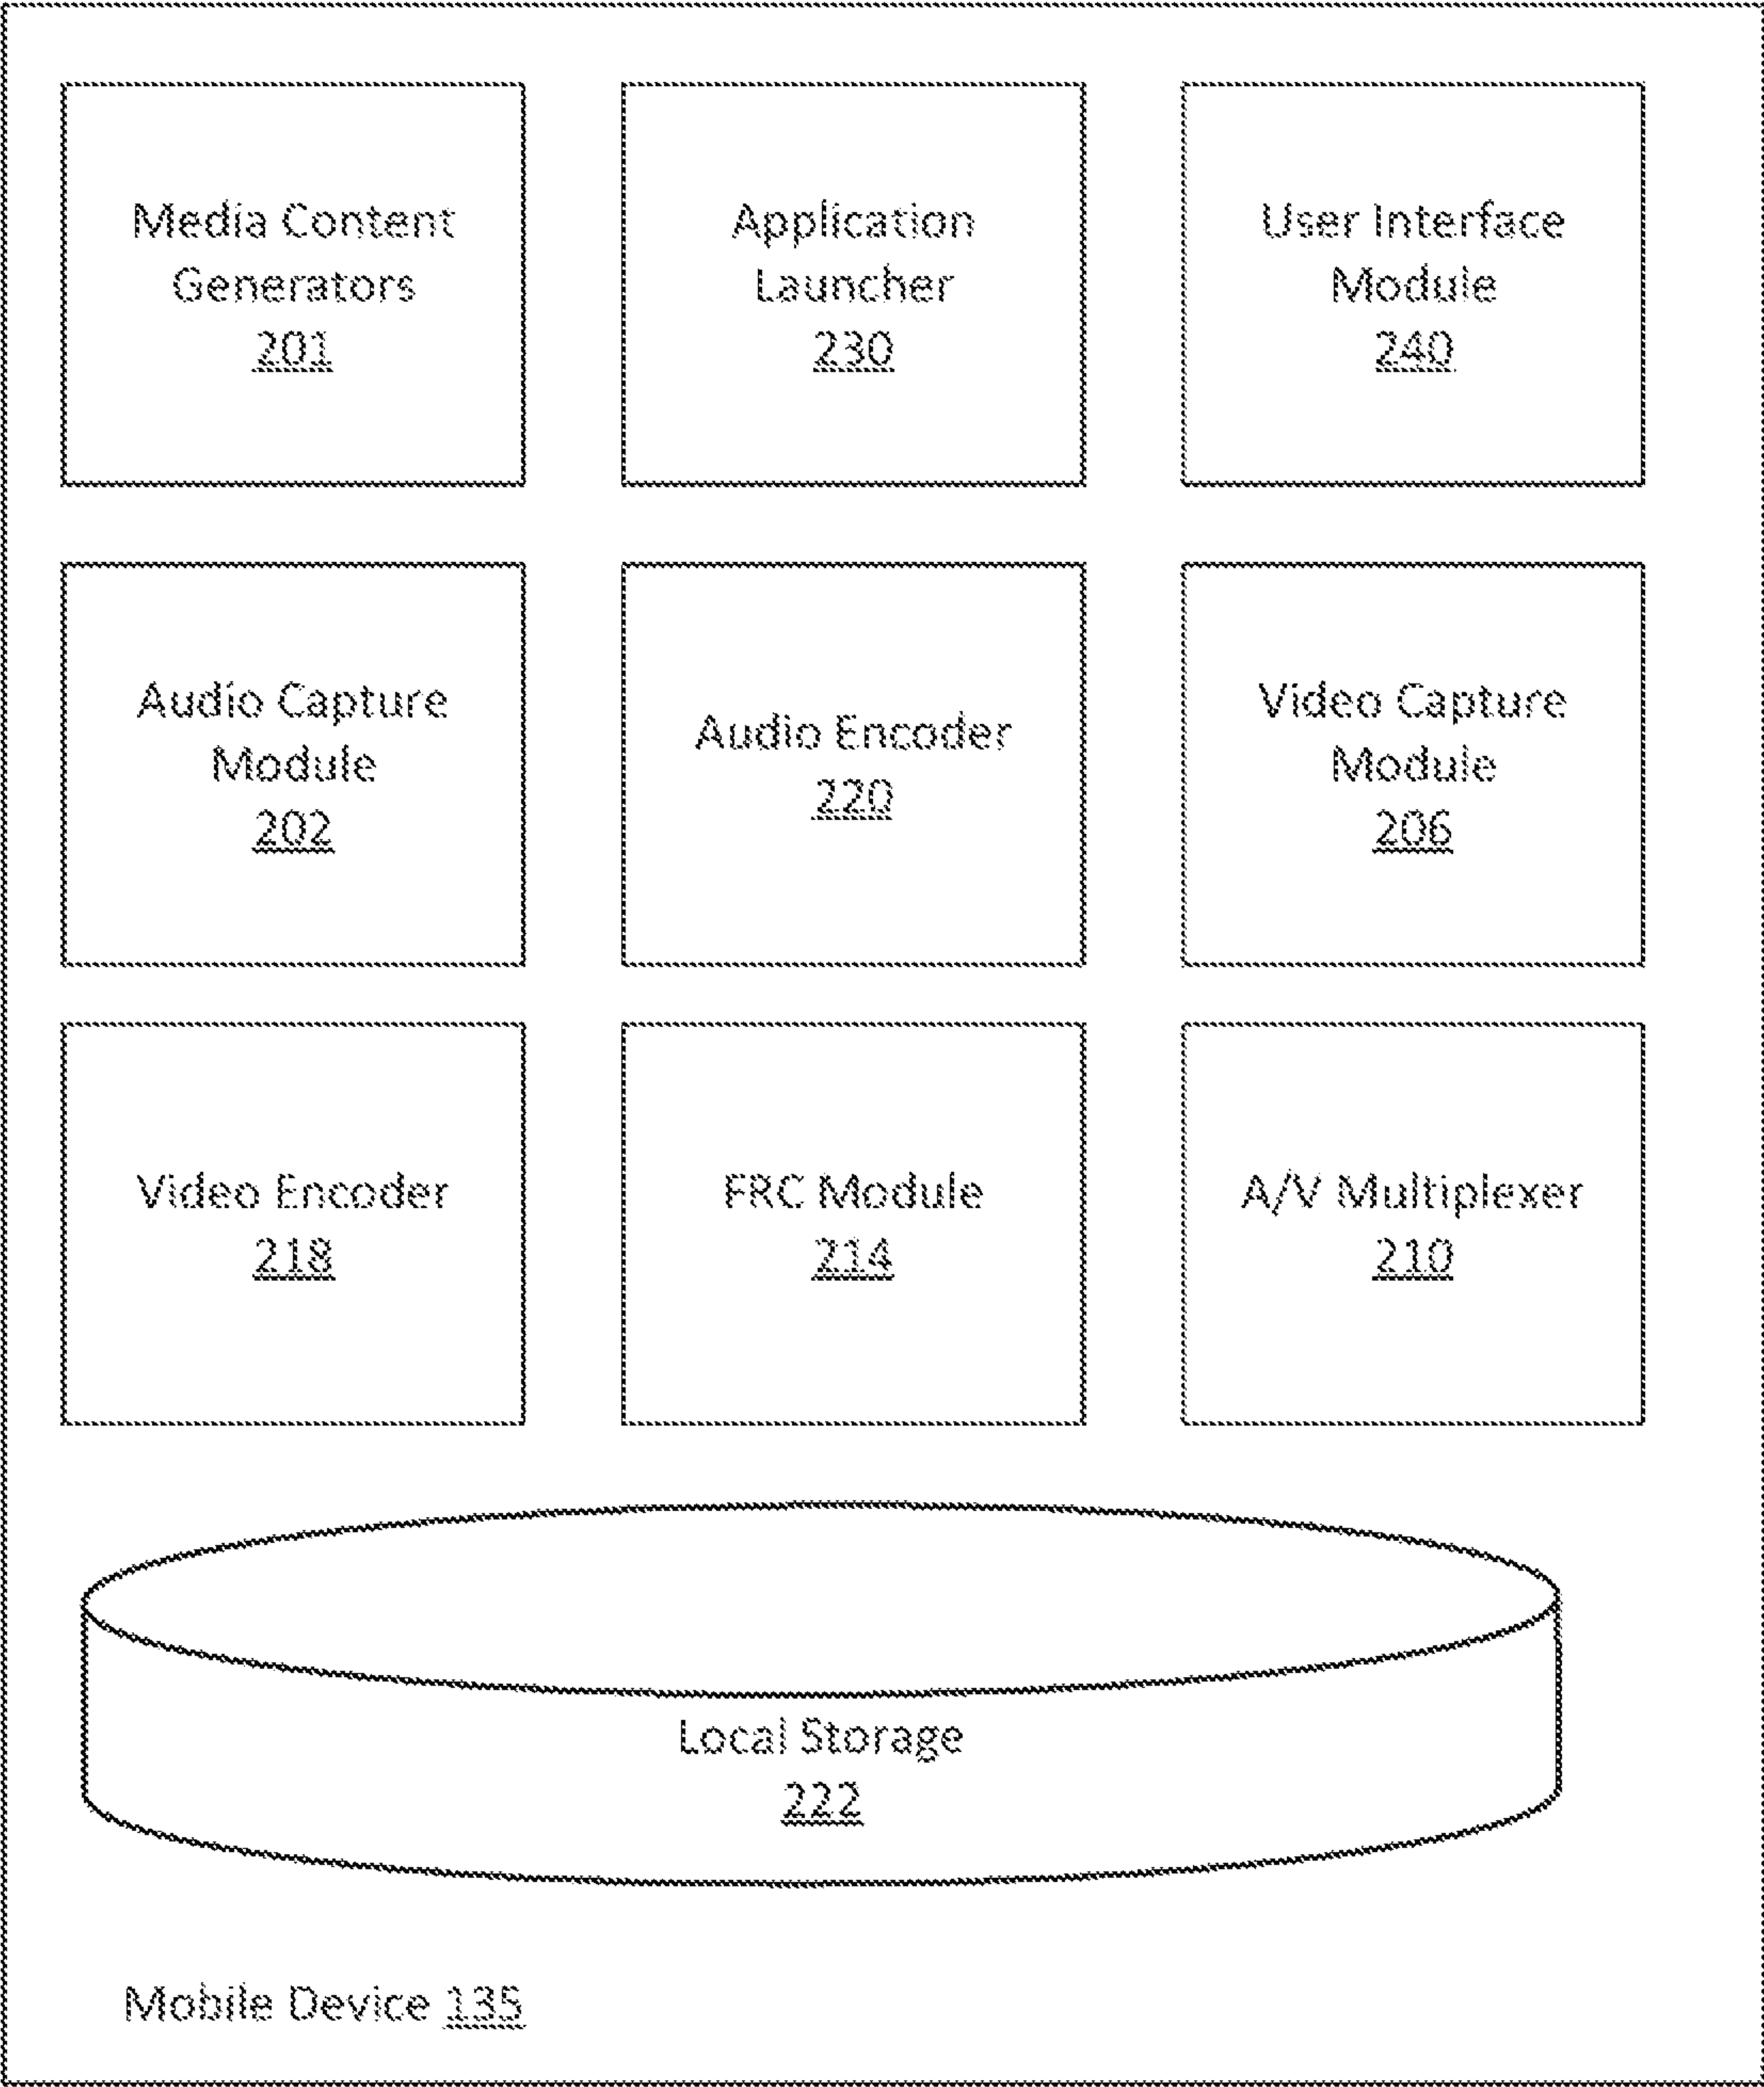 Media Content
Generators
201
Application
Launcher
230
User Interface
Module
240
Audio Capture
Module
202
Audio Encoder
220
Video Capture
Module
206
Video Encoder
218
FRC Module
214
A/V Multiplexer
210
Local Storage
222
Mobile Device 135